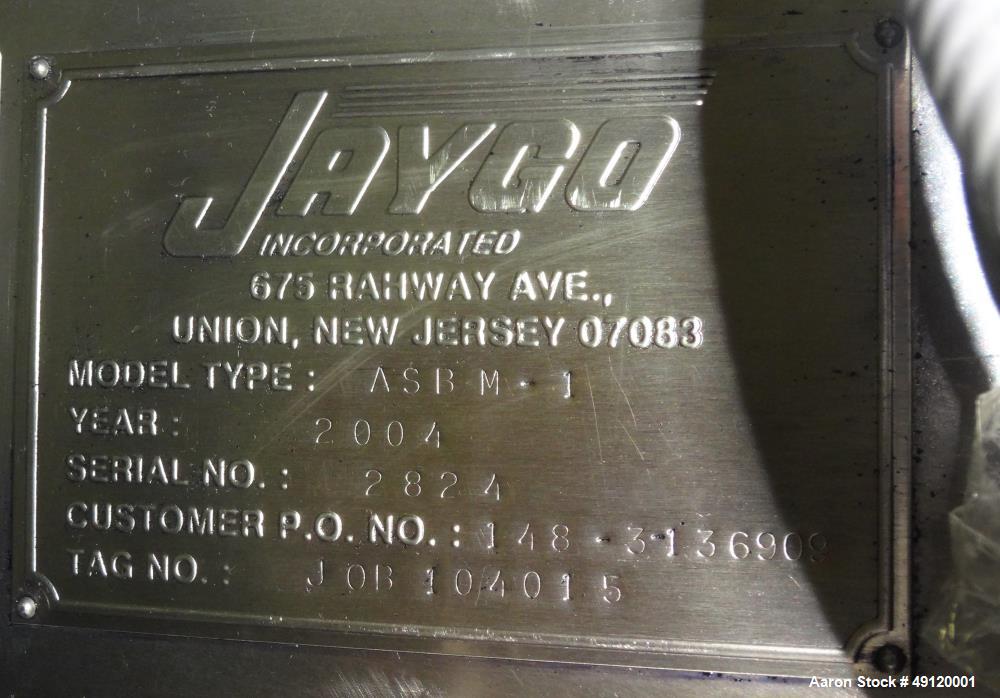 JAYGO
INCORPORATED
675 RAHWAY AVE.,
UNION, NEW JERSEY 07083
MODEL TYPE : ASBM-1
YEAR : 2004
SERIAL NO. : 2824
CUSTOMER P.O. NO. : 148-3136909
TAG NO. : JOB 104015
Aaron Stock # 49120001